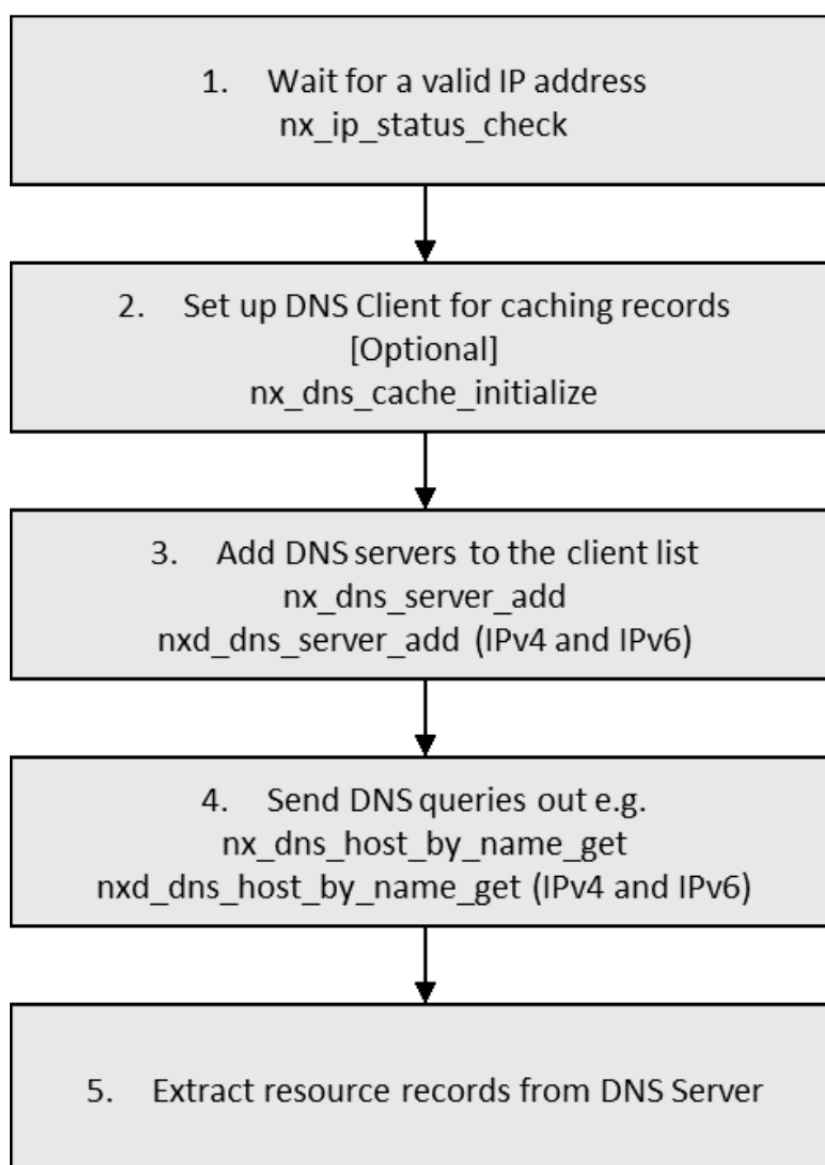 1. Wait for a valid IP address
nx_ip_status_check
2. Set up DNS Client for caching records
[Optional]
nx_dns_cache_initialize
3. Add DNS servers to the client list
nx_dns_server_add
nxd_dns_server_add (IPv4 and IPv6)
4. Send DNS queries out e.g.
nx_dns_host_by_name_get
nxd_dns_host_by_name_get (IPv4 and IPv6)
5. Extract resource records from DNS Server